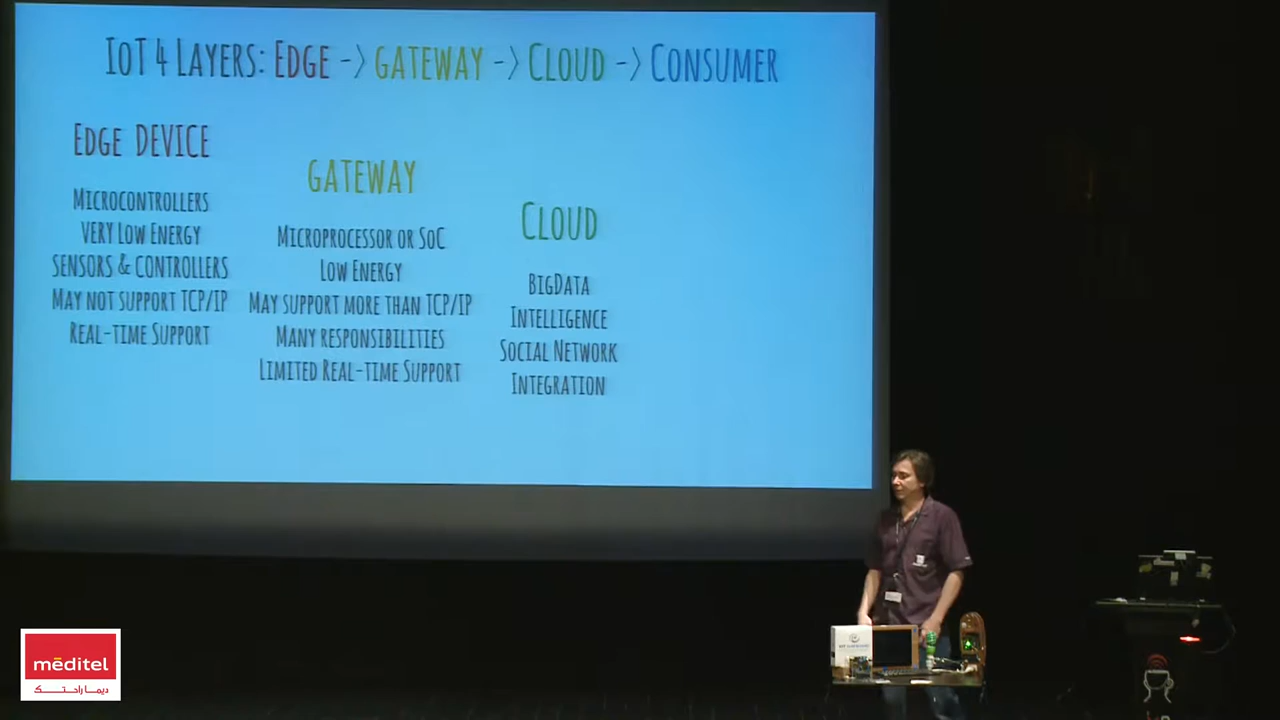 IoT 4 Layers: Edge -> GATEWAY -> Cloud -> Consumer
Edge DEVICE
Microcontrollers
VERY Low Energy
SENSORS & CONTROLLERS
May not support TCP/IP
Real-time Support
GATEWAY
Microprocessor or SoC
Low Energy
May support more than TCP/IP
Many responsibilities
Limited Real-time Support
Cloud
BigData
Intelligence
Social Network
Integration
méditel
ديما راحتك